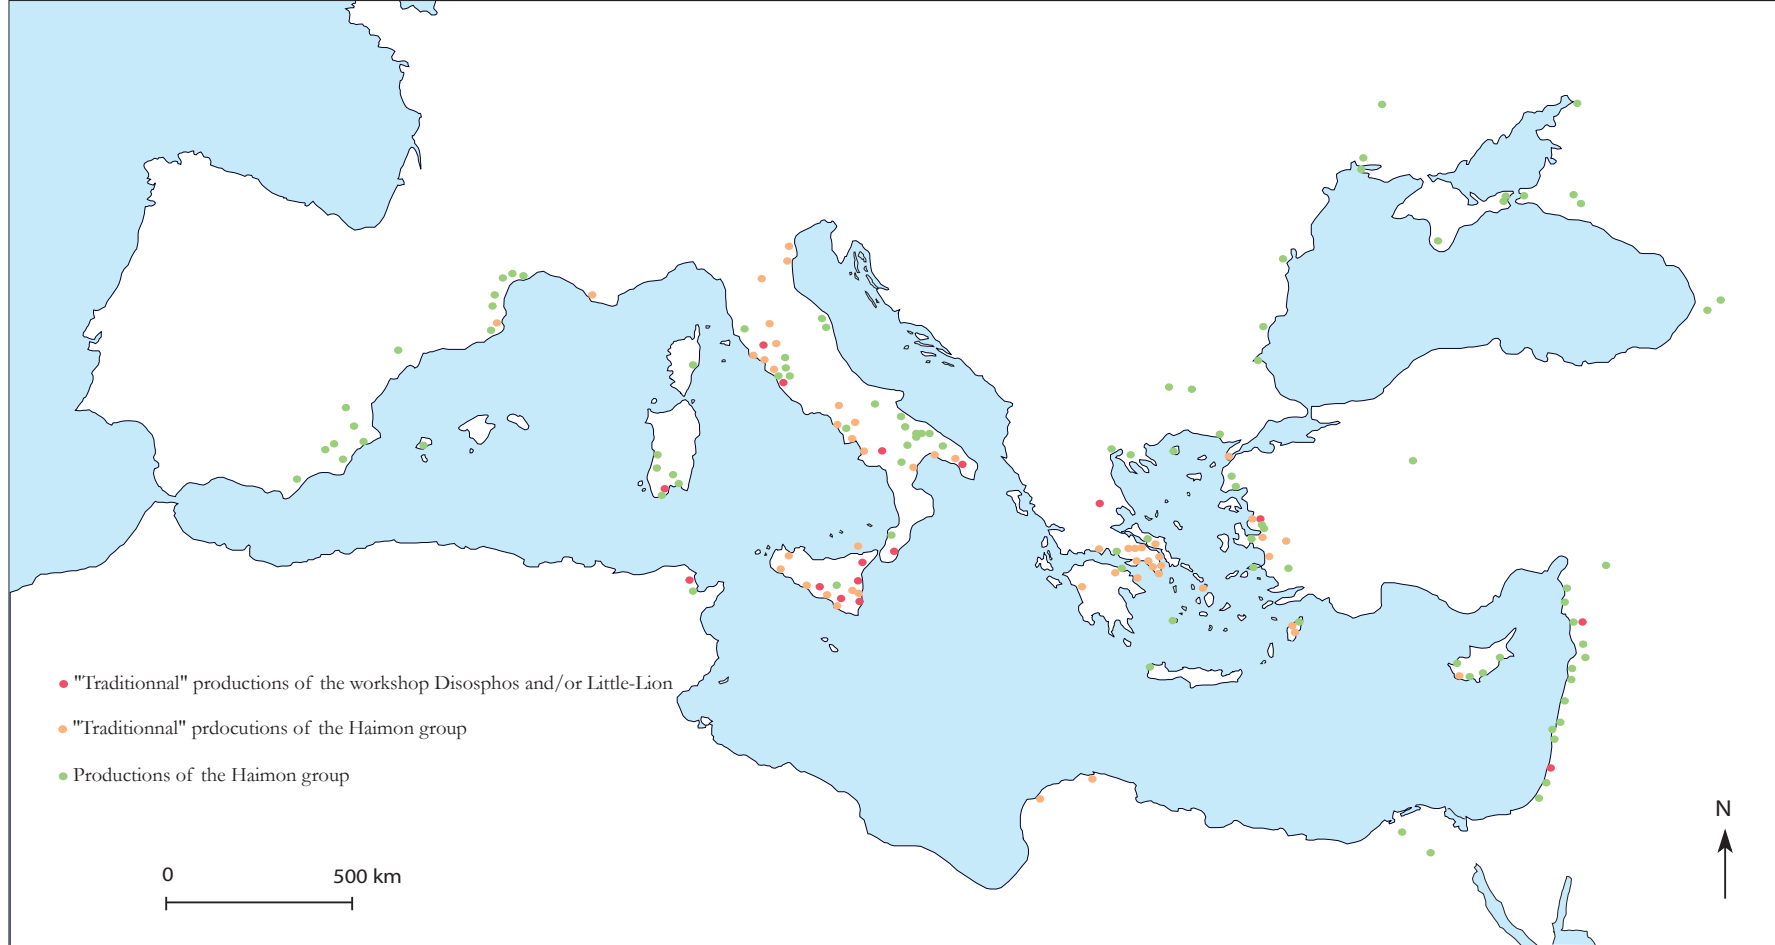 "Traditionnal" productions of the workshop Disosphos and/or Little-Lion
"Traditionnal" prdocutions of the Haimon group
Productions of the Haimon group
0 500 km
N